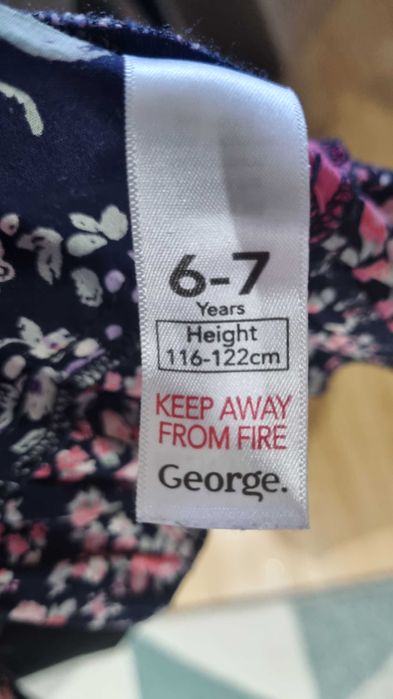 6-7
Years
Height
116-122cm
KEEP AWAY
FROM FIRE
George.